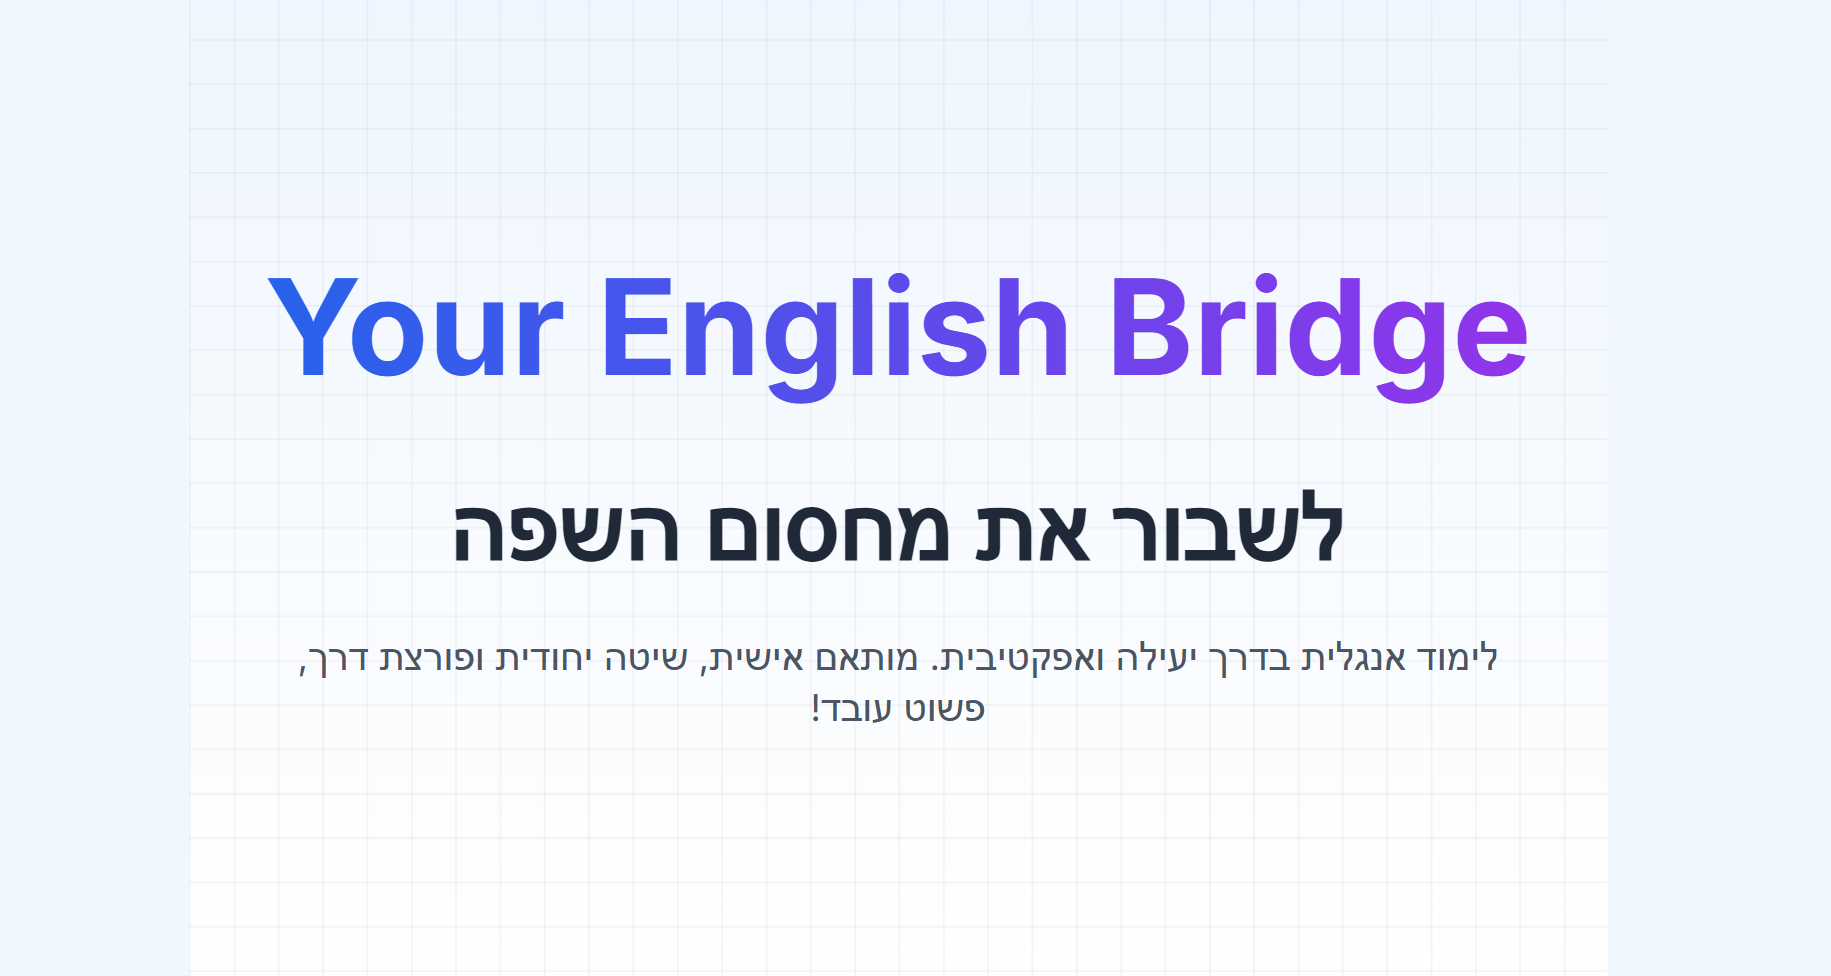 Your English Bridge
לשבור את מחסום השפה
לימוד אנגלית בדרך יעילה ואפקטיבית. מותאם אישית, שיטה יחודית ופורצת דרך,
פשוט עובד!